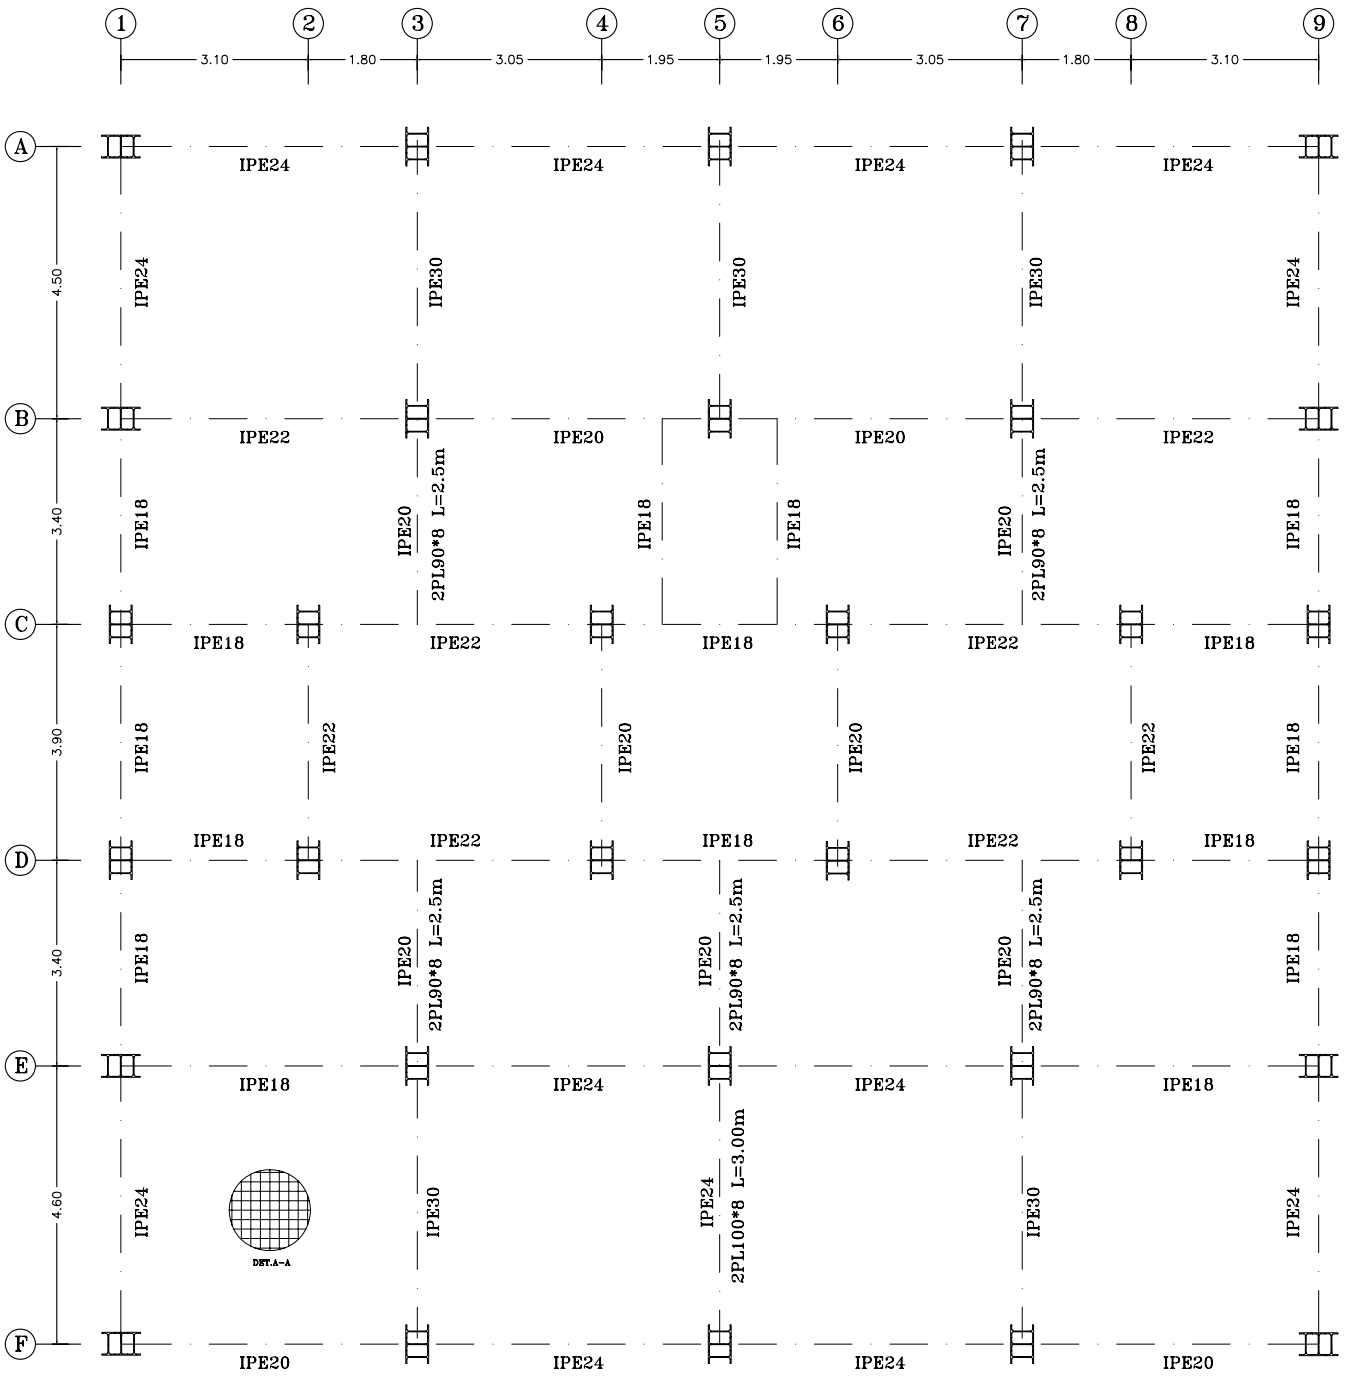 1 2 3 4 5 6 7 8 9
3.10 1.80 3.05 1.95 1.95 3.05 1.80 3.10
A
IPE24 IPE24 IPE24 IPE24
4.50
IPE24 IPE30 IPE30 IPE30 IPE24
B
IPE22 IPE20 IPE20 IPE22
3.40
IPE18
IPE20
2PL90*8 L=2.5m
IPE18
IPE18
IPE20
2PL90*8 L=2.5m
IPE18
C
IPE18 IPE22 IPE18 IPE22 IPE18
3.90
IPE18 IPE22 IPE20 IPE20 IPE22 IPE18
IPE18 IPE22 IPE18 IPE22 IPE18
D
3.40
IPE18
IPE20
2PL90*8 L=2.5m
IPE20
2PL90*8 L=2.5m
IPE20
2PL90*8 L=2.5m
IPE18
E
IPE18 IPE24 IPE24 IPE18
4.60
IPE24
DET.A-A
IPE30
IPE24
2PL100*8 L=3.00m
IPE30
IPE24
F
IPE20 IPE24 IPE24 IPE20